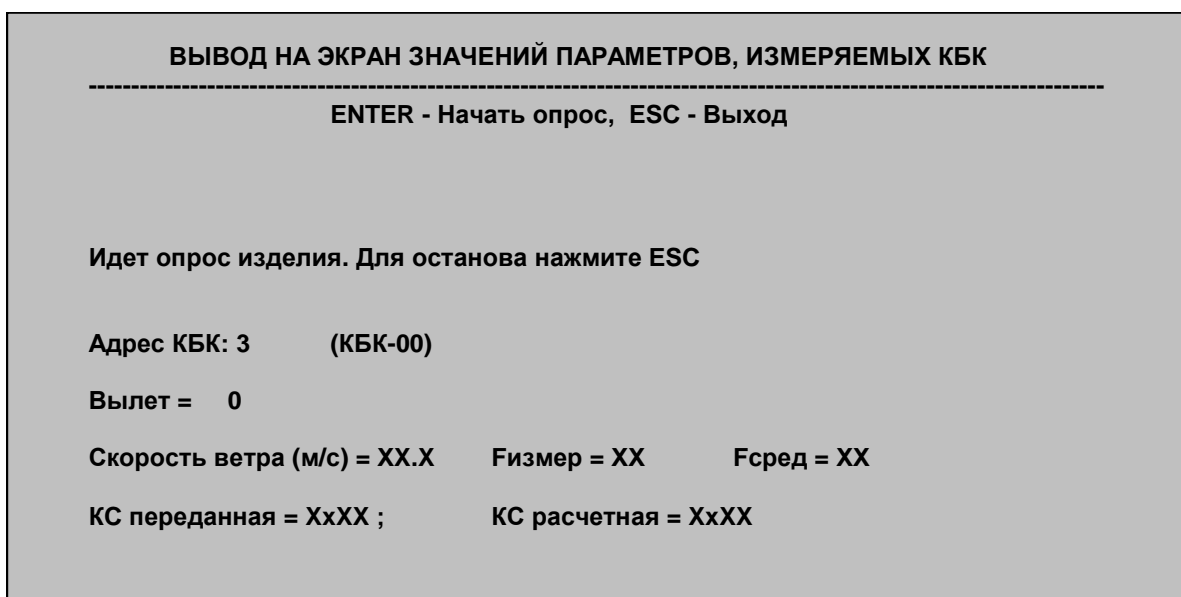 ВЫВОД НА ЭКРАН ЗНАЧЕНИЙ ПАРАМЕТРОВ, ИЗМЕРЯЕМЫХ КБК
------------------------------------------------------------------------------------------------------------------------
ENTER - Начать опрос, ESC - Выход
Идет опрос изделия. Для останова нажмите ESC
Адрес КБК: 3 (КБК-00)
Вылет = 0
Скорость ветра (м/с) = XX.X Fизмер = XX Fсред = XX
КС переданная = XxXX ; КС расчетная = XxXX